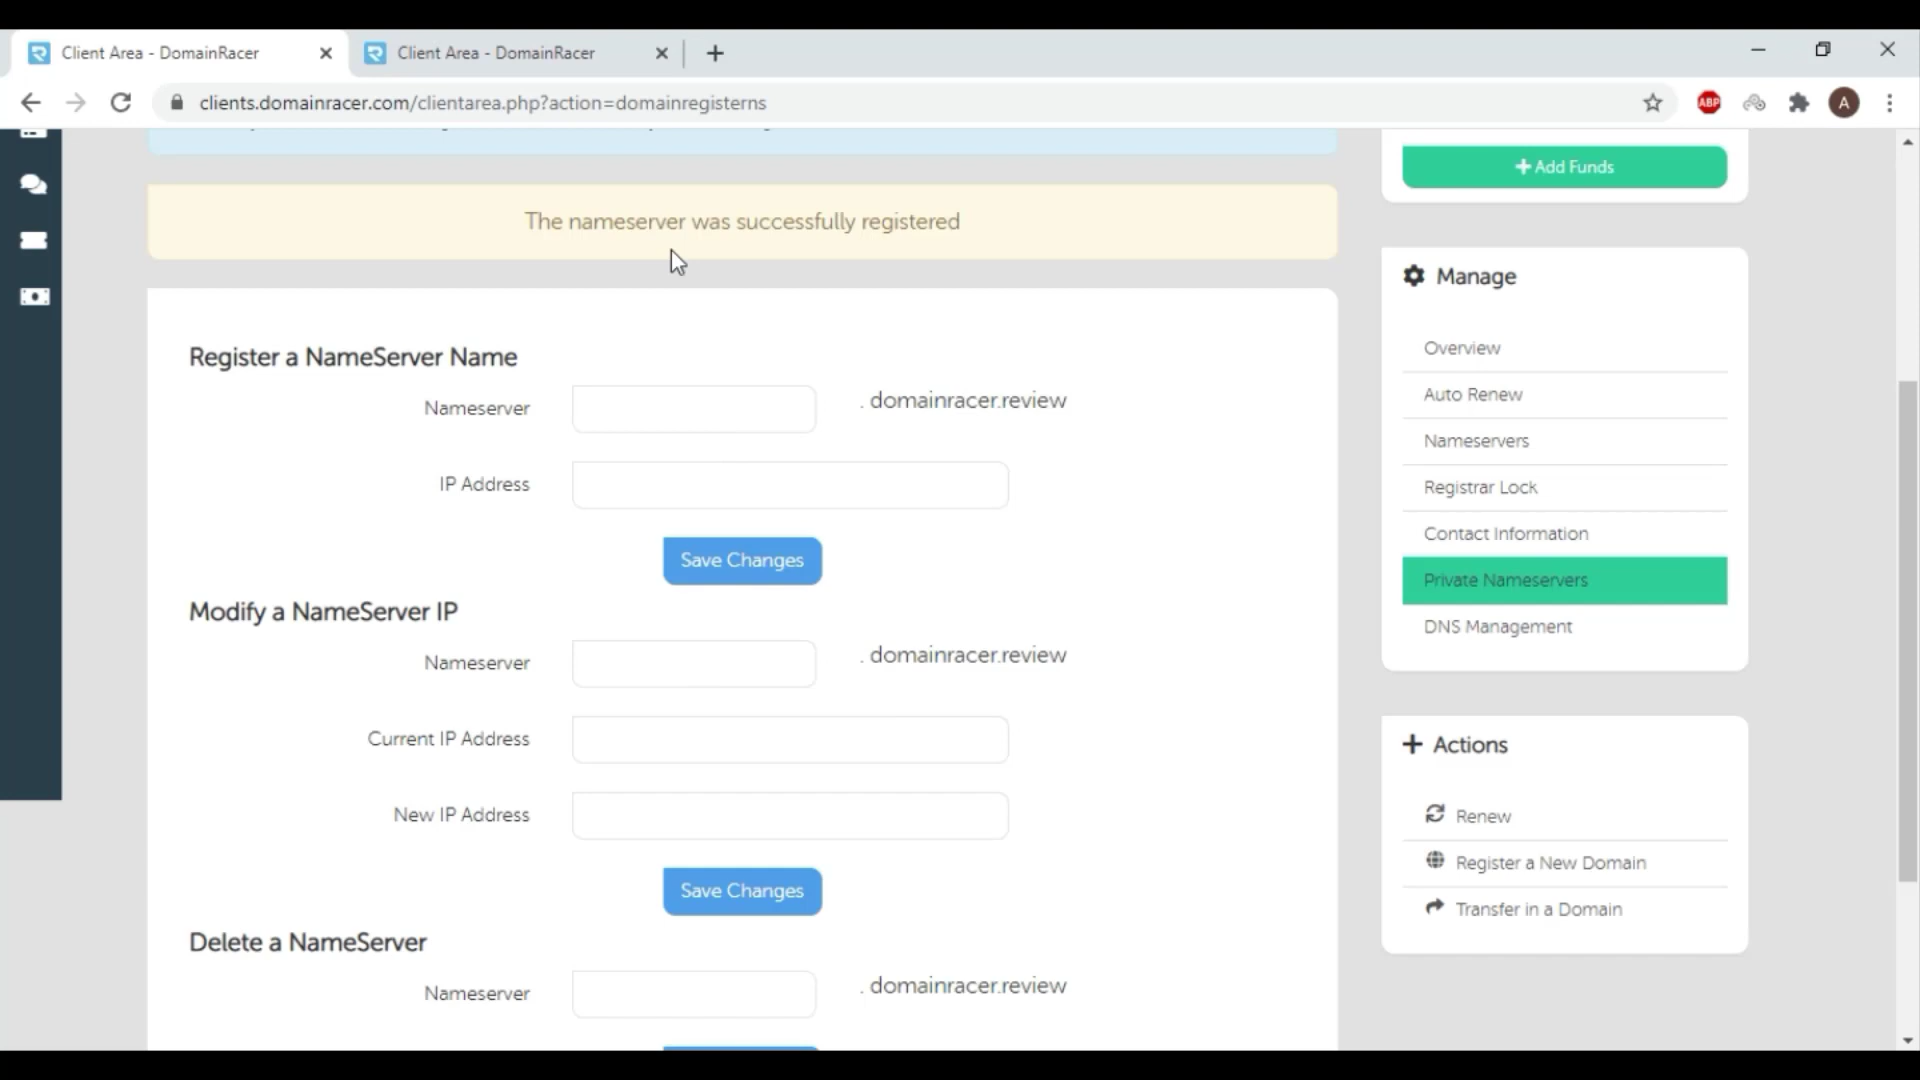 Client Area - DomainRacer
Client Area - DomainRacer
clients.domainracer.com/clientarea.php?action=domainregisterns
ABP
A
Add Funds
The nameserver was successfully registered
Manage
Overview
Auto Renew
Nameservers
Registrar Lock
Contact Information
Private Nameservers
DNS Management
Register a NameServer Name
Nameserver
. domainracer.review
IP Address
Save Changes
Modify a NameServer IP
Nameserver
. domainracer.review
Current IP Address
New IP Address
Save Changes
Delete a NameServer
Nameserver
. domainracer.review
Actions
Renew
Register a New Domain
Transfer in a Domain